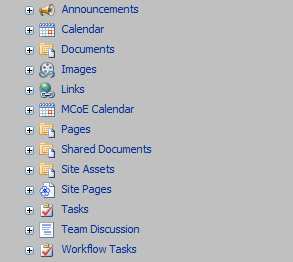 Announcements
Calendar
Documents
Images
Links
MCoE Calendar
Pages
Shared Documents
Site Assets
Site Pages
Tasks
Team Discussion
Workflow Tasks